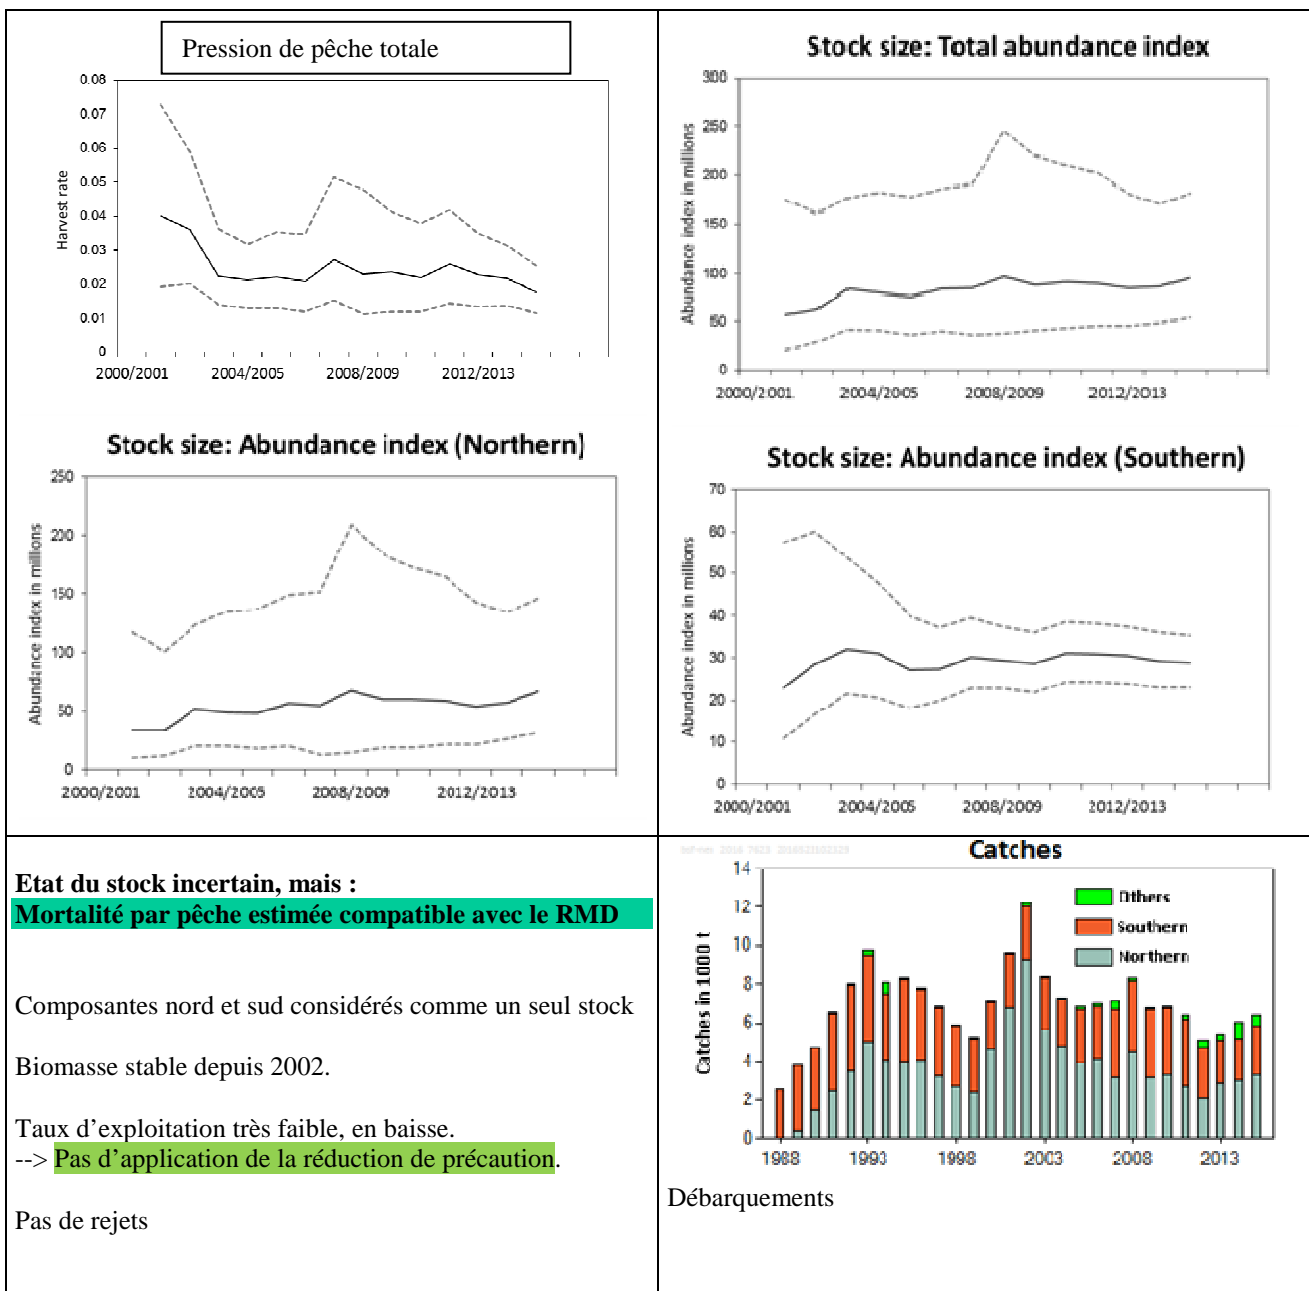 Pression de pêche totale
0.08
0.07
0.06
0.05
0.04
0.03
0.02
0.01
0
Harvest rate
2000/2001 2004/2005 2008/2009 2012/2013
Stock size: Total abundance index
300
250
200
150
100
50
0
Abundance index in millions
2000/2001. 2004/2005 2008/2009 2012/2013
Stock size: Abundance index (Northern)
250
200
150
100
50
0
Abundance index in millions
2000/2001 2004/2005 2008/2009 2012/2013
Stock size: Abundance index (Southern)
70
60
50
40
30
20
10
0
Abundance index in millions
2000/2001 2004/2005 2008/2009 2012/2013
Etat du stock incertain, mais :
Mortalité par pêche estimée compatible avec le RMD
Composantes nord et sud considérés comme un seul stock
Biomasse stable depuis 2002.
Taux d’exploitation très faible, en baisse.
--> Pas d’application de la réduction de précaution.
Pas de rejets
Catches
14
12
10
8
6
4
2
0
Catches in 1000 t
Others
Southern
Northern
1988 1993 1998 2003 2008 2013
Débarquements